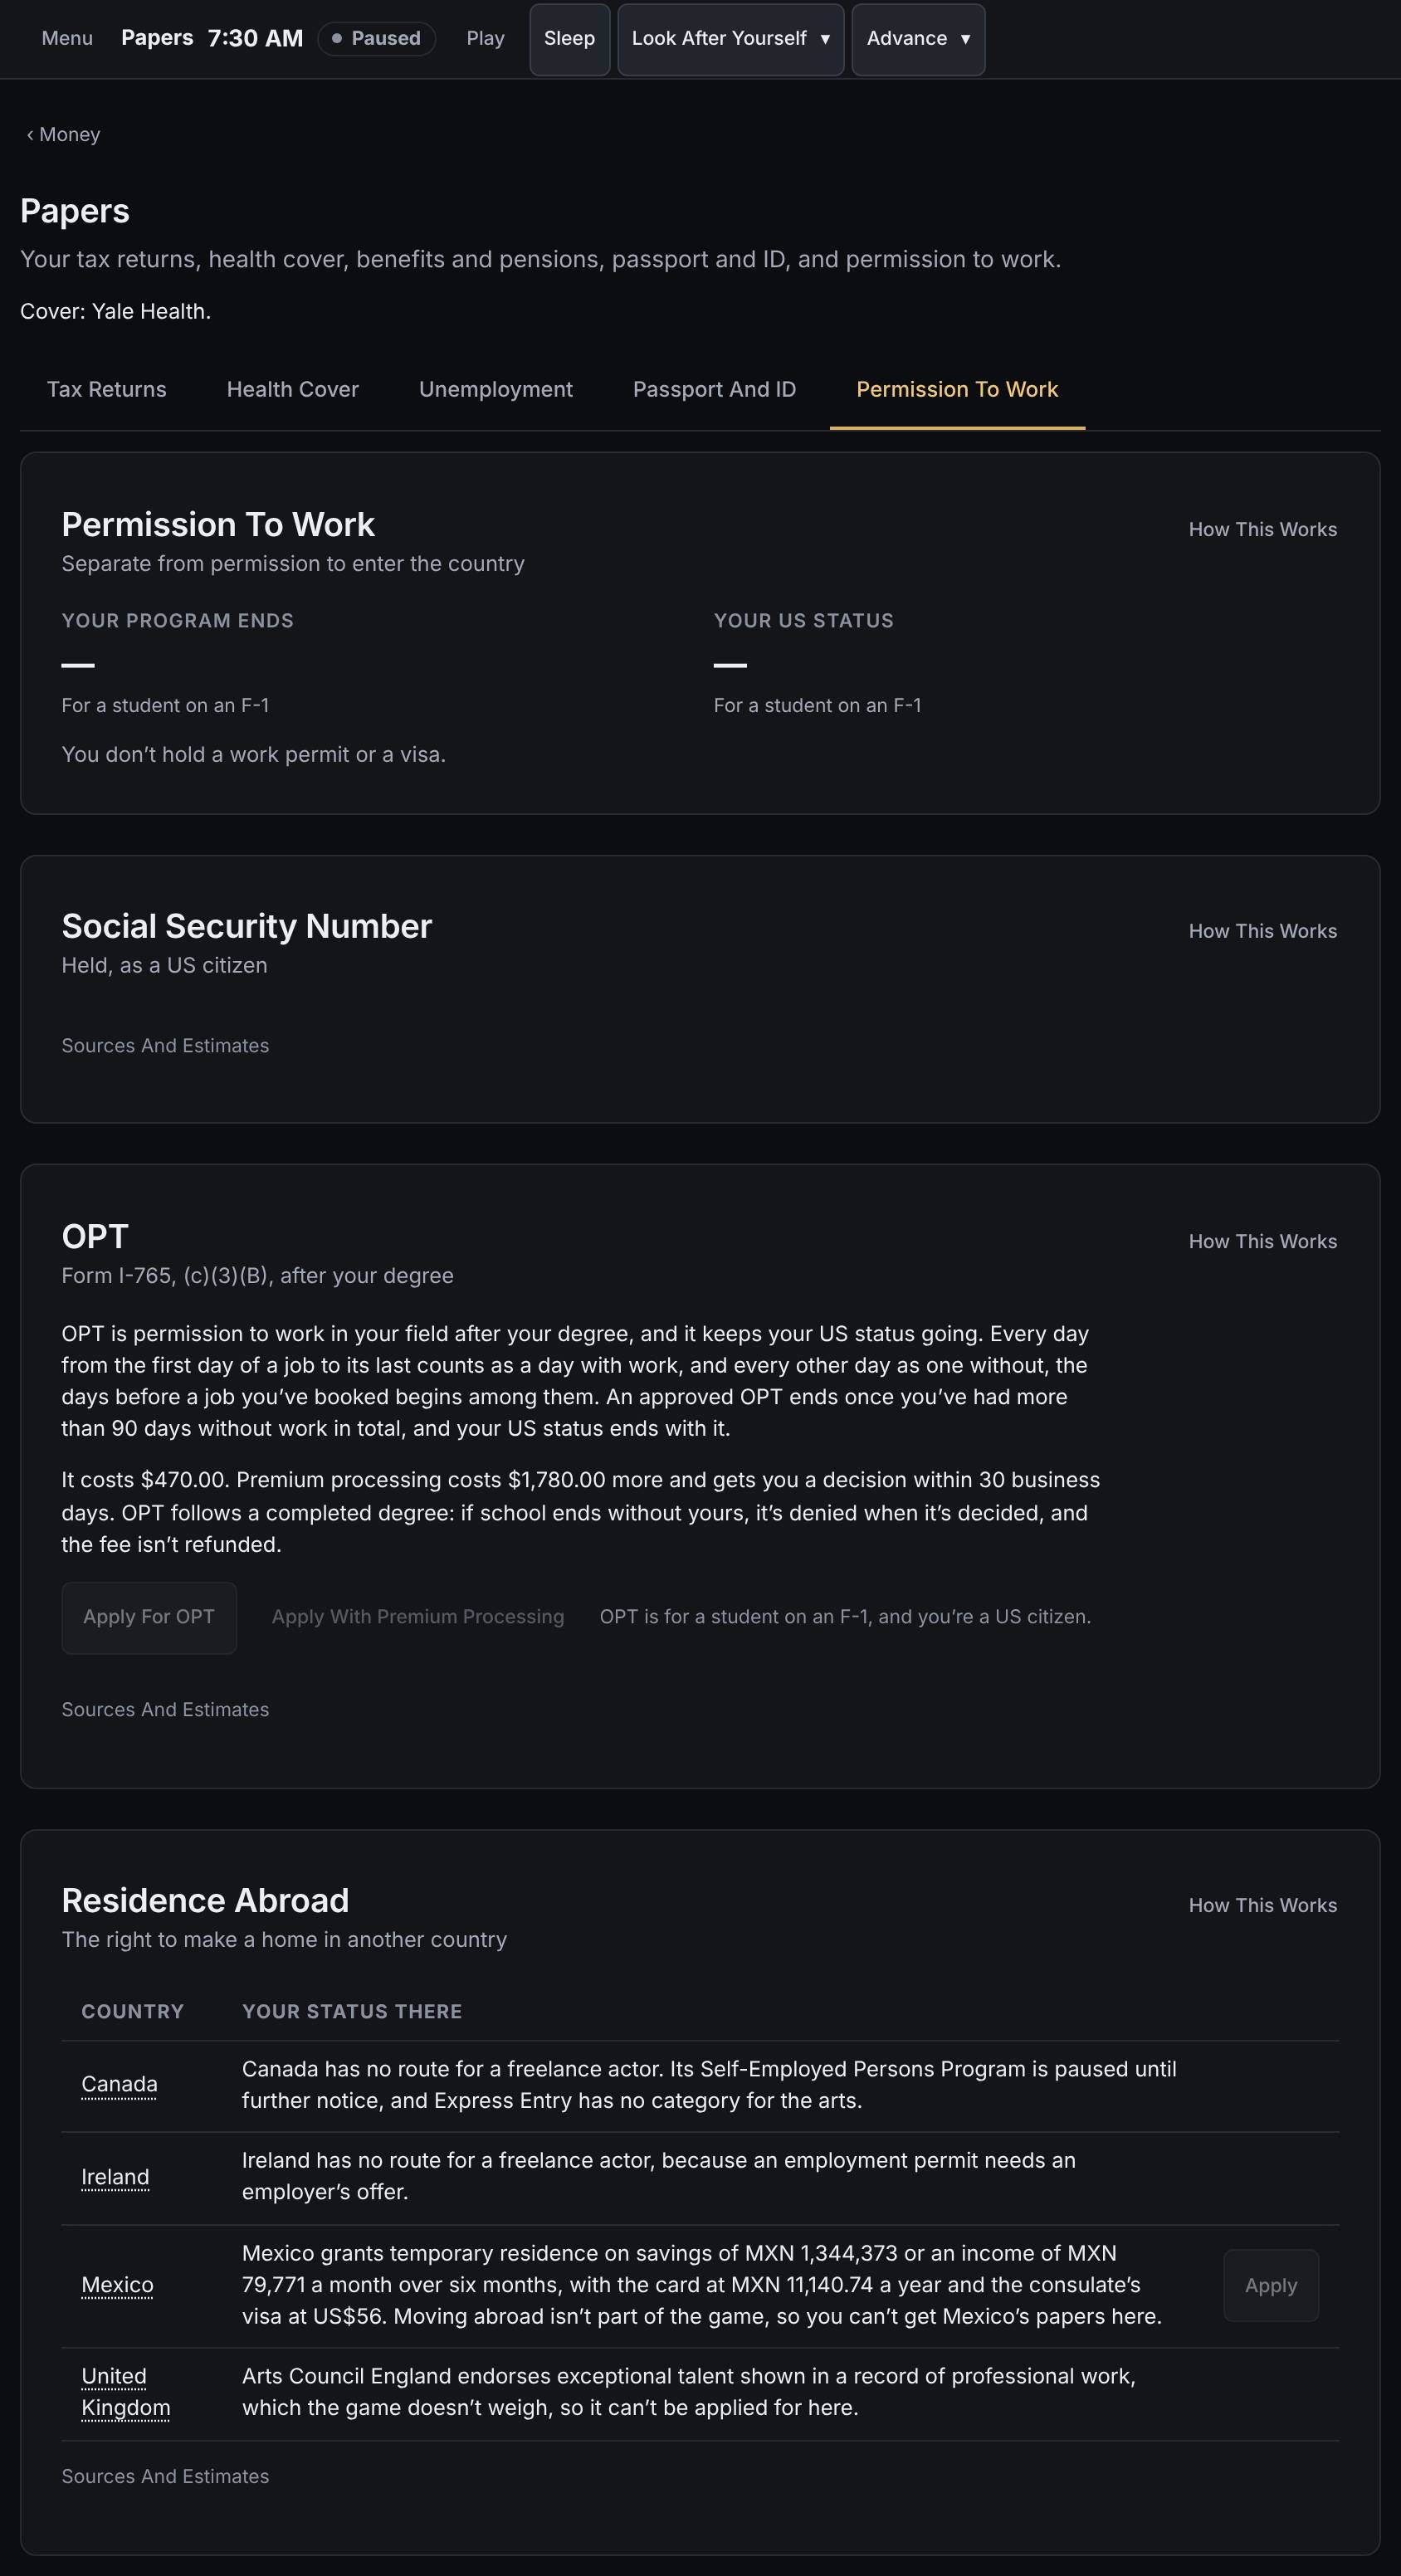 Menu Papers 7:30 AM Paused Play Sleep Look After Yourself ▾ Advance ▾
‹ Money
Papers
Your tax returns, health cover, benefits and pensions, passport and ID, and permission to work.
Cover: Yale Health.
Tax Returns Health Cover Unemployment Passport And ID Permission To Work
Permission To Work
How This Works
Separate from permission to enter the country
YOUR PROGRAM ENDS YOUR US STATUS
— —
For a student on an F-1 For a student on an F-1
You don’t hold a work permit or a visa.
Social Security Number
How This Works
Held, as a US citizen
Sources And Estimates
OPT
How This Works
Form I-765, (c)(3)(B), after your degree
OPT is permission to work in your field after your degree, and it keeps your US status going. Every day
from the first day of a job to its last counts as a day with work, and every other day as one without, the
days before a job you’ve booked begins among them. An approved OPT ends once you’ve had more
than 90 days without work in total, and your US status ends with it.
It costs $470.00. Premium processing costs $1,780.00 more and gets you a decision within 30 business
days. OPT follows a completed degree: if school ends without yours, it’s denied when it’s decided, and
the fee isn’t refunded.
Apply For OPT Apply With Premium Processing OPT is for a student on an F-1, and you’re a US citizen.
Sources And Estimates
Residence Abroad
How This Works
The right to make a home in another country
COUNTRY YOUR STATUS THERE
Canada
Canada has no route for a freelance actor. Its Self-Employed Persons Program is paused until
further notice, and Express Entry has no category for the arts.
Ireland
Ireland has no route for a freelance actor, because an employment permit needs an
employer’s offer.
Mexico
Mexico grants temporary residence on savings of MXN 1,344,373 or an income of MXN
79,771 a month over six months, with the card at MXN 11,140.74 a year and the consulate’s
visa at US$56. Moving abroad isn’t part of the game, so you can’t get Mexico’s papers here.
Apply
United
Kingdom
Arts Council England endorses exceptional talent shown in a record of professional work,
which the game doesn’t weigh, so it can’t be applied for here.
Sources And Estimates